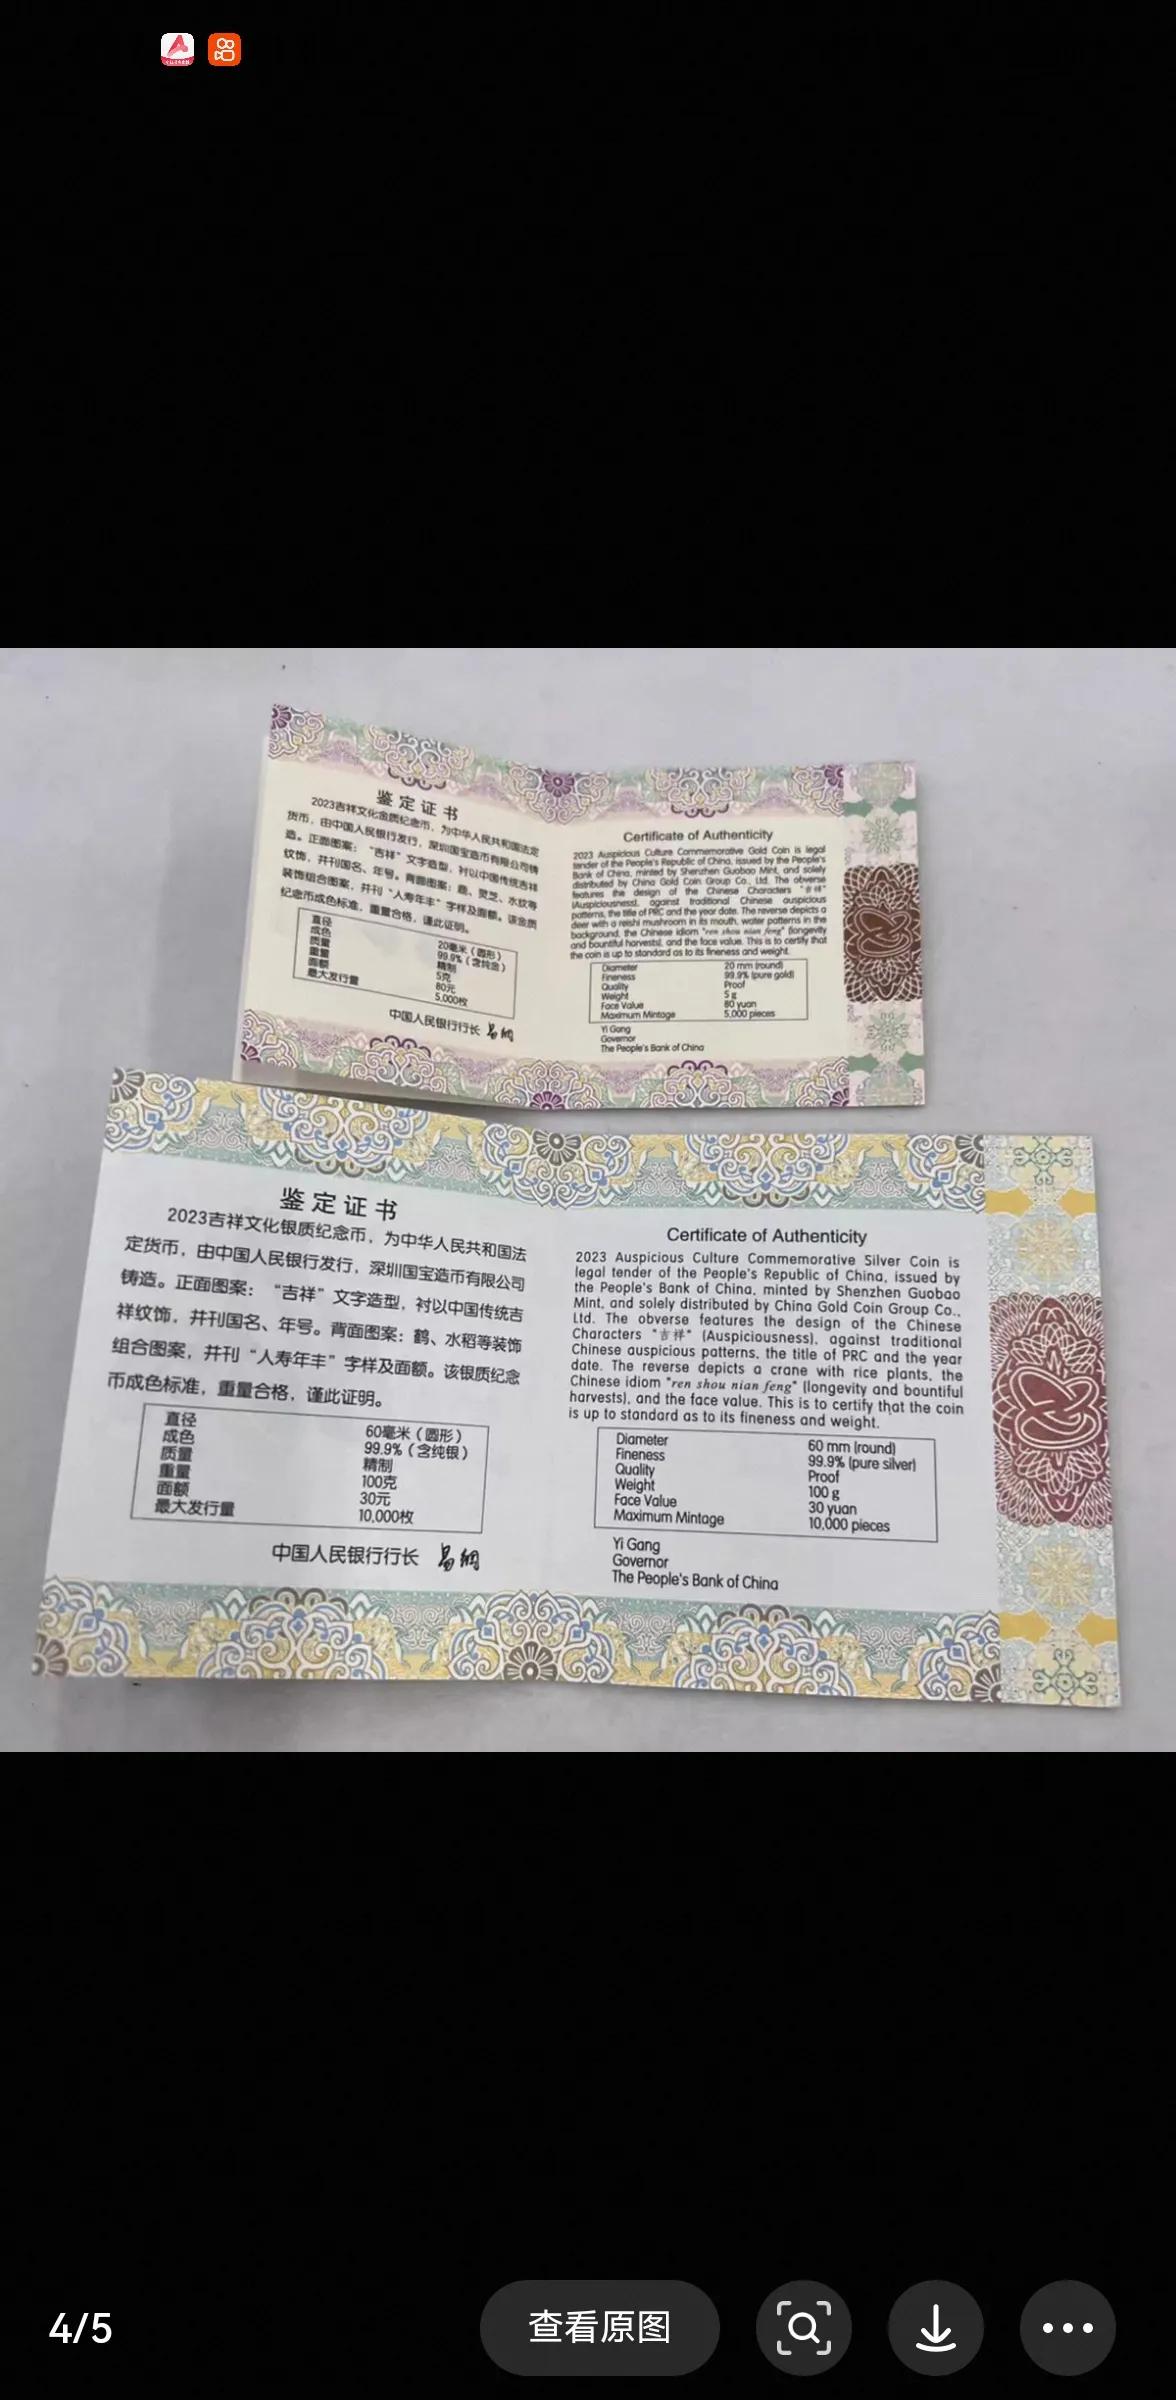 鉴定证书
2023吉祥文化金质纪念币，为中华人民共和国法定
货币，由中国人民银行发行，深圳国宝造币有限公司铸
造。正面图案：“吉祥”文字造型，衬以中国传统吉祥
纹饰，并刊国名、年号。背面图案：鹿、灵芝、水纹等
装饰组合图案，并刊“人寿年丰”字样及面额。该金质
纪念币成色标准，重量合格，谨此证明。
直径 20毫米（圆形）
成色 99.9%（含纯金）
质量 精制
重量 5克
面额 80元
最大发行量 5,000枚
中国人民银行行长 易纲
Certificate of Authenticity
2023 Auspicious Culture Commemorative Gold Coin is legal
tender of the People's Republic of China, issued by the People's
Bank of China, minted by Shenzhen Guobao Mint, and solely
distributed by China Gold Coin Group Co., Ltd. The obverse
features the design of the Chinese Characters "吉祥"
(Auspiciousness), against traditional Chinese auspicious
patterns, the title of PRC and the year date. The reverse depicts a
deer with a reishi mushroom in its mouth, water patterns in the
background, the Chinese idiom "ren shou nian feng" (longevity
and bountiful harvests), and the face value. This is to certify that
the coin is up to standard as to its fineness and weight.
Diameter 20 mm (round)
Fineness 99.9% (pure gold)
Quality Proof
Weight 5 g
Face Value 80 yuan
Maximum Mintage 5,000 pieces
Yi Gang
Governor
The People's Bank of China
鉴定证书
2023吉祥文化银质纪念币，为中华人民共和国法
定货币，由中国人民银行发行，深圳国宝造币有限公司
铸造。正面图案：“吉祥”文字造型，衬以中国传统吉
祥纹饰，并刊国名、年号。背面图案：鹤、水稻等装饰
组合图案，并刊“人寿年丰”字样及面额。该银质纪念
币成色标准，重量合格，谨此证明。
直径 60毫米（圆形）
成色 99.9%（含纯银）
质量 精制
重量 100克
面额 30元
最大发行量 10,000枚
中国人民银行行长 易纲
Certificate of Authenticity
2023 Auspicious Culture Commemorative Silver Coin is
legal tender of the People's Republic of China, issued by
the People's Bank of China, minted by Shenzhen Guobao
Mint, and solely distributed by China Gold Coin Group Co.,
Ltd. The obverse features the design of the Chinese
Characters "吉祥" (Auspiciousness), against traditional
Chinese auspicious patterns, the title of PRC and the year
date. The reverse depicts a crane with rice plants, the
Chinese idiom "ren shou nian feng" (longevity and bountiful
harvests), and the face value. This is to certify that the coin
is up to standard as to its fineness and weight.
Diameter 60 mm (round)
Fineness 99.9% (pure silver)
Quality Proof
Weight 100 g
Face Value 30 yuan
Maximum Mintage 10,000 pieces
Yi Gang
Governor
The People's Bank of China
4/5
查看原图